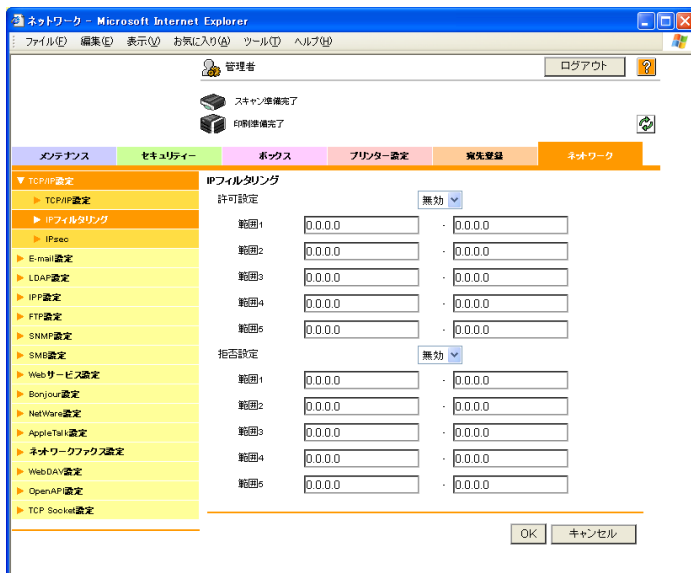 ネットワーク - Microsoft Internet Explorer
ファイル(F) 編集(E) 表示(V) お気に入り(A) ツール(T) ヘルプ(H)
管理者 ログアウト ?
スキャン準備完了
印刷準備完了
メンテナンス セキュリティー ボックス プリンター設定 宛先登録 ネットワーク
▼ TCP/IP設定
▶ TCP/IP設定
▶ IPフィルタリング
▶ IPsec
▶ E-mail設定
▶ LDAP設定
▶ IPP設定
▶ FTP設定
▶ SNMP設定
▶ SMB設定
▶ Webサービス設定
▶ Bonjour設定
▶ NetWare設定
▶ AppleTalk設定
▶ ネットワークファクス設定
▶ WebDAV設定
▶ OpenAPI設定
▶ TCP Socket設定
IPフィルタリング
許可設定 無効
範囲1 0.0.0.0 - 0.0.0.0
範囲2 0.0.0.0 - 0.0.0.0
範囲3 0.0.0.0 - 0.0.0.0
範囲4 0.0.0.0 - 0.0.0.0
範囲5 0.0.0.0 - 0.0.0.0
拒否設定 無効
範囲1 0.0.0.0 - 0.0.0.0
範囲2 0.0.0.0 - 0.0.0.0
範囲3 0.0.0.0 - 0.0.0.0
範囲4 0.0.0.0 - 0.0.0.0
範囲5 0.0.0.0 - 0.0.0.0
OK キャンセル